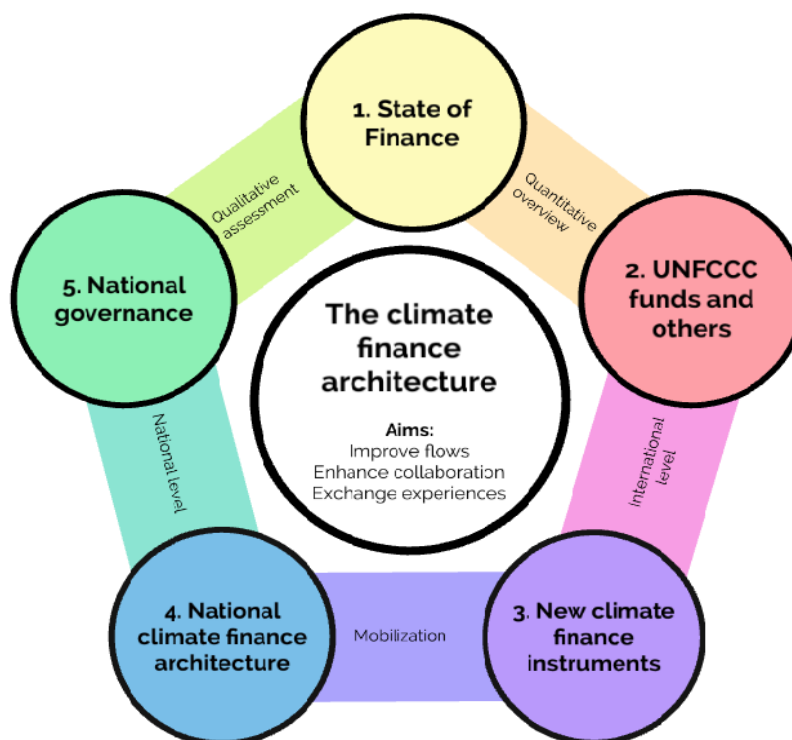 1. State of
Finance
Qualitative
assessment
Quantitative
overview
5. National
governance
2. UNFCCC
funds and
others
The climate
finance
architecture
Aims:
Improve flows
Enhance collaboration
Exchange experiences
National level
International
level
4. National
climate finance
architecture
Mobilization
3. New climate
finance
instruments